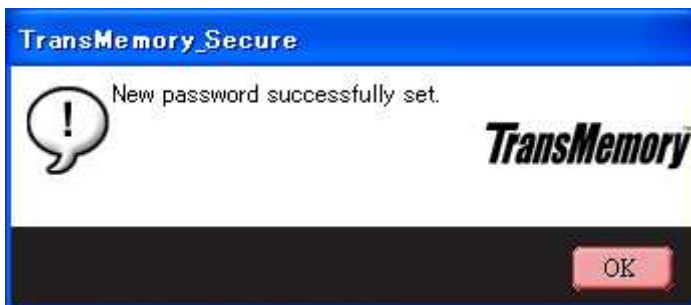 TransMemory_Secure
New password successfully set.
TransMemory
OK